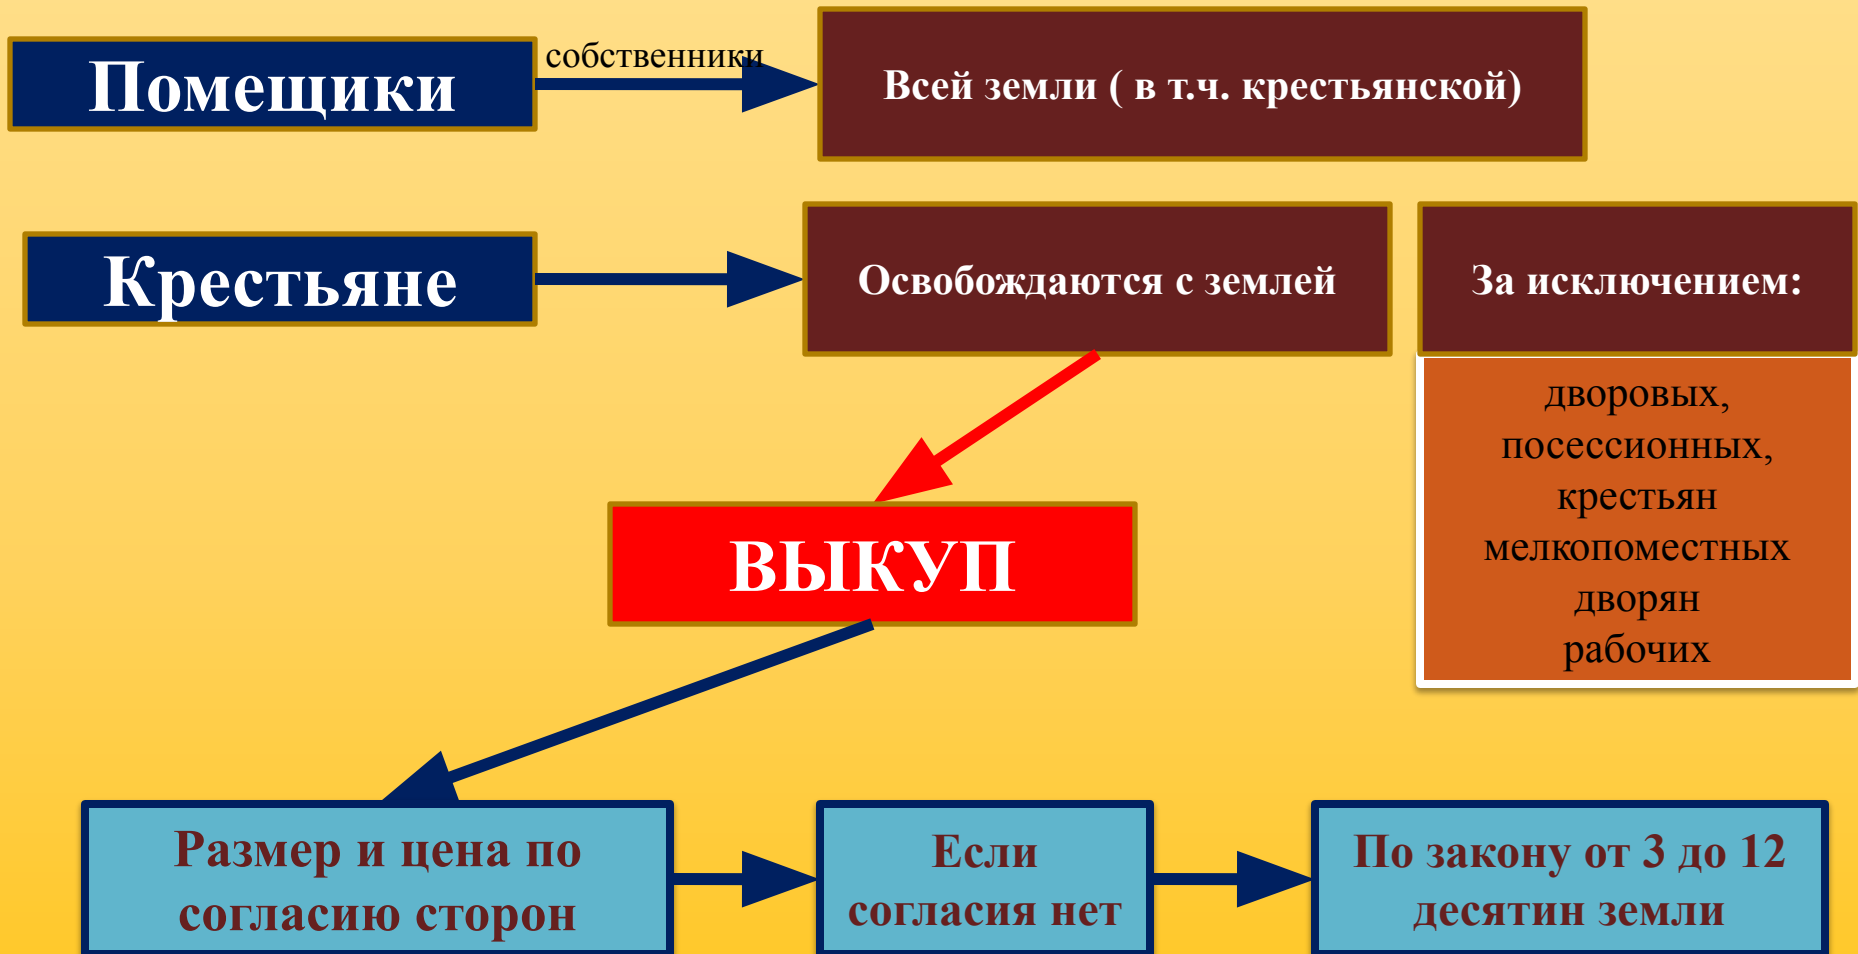 Помещики
собственники
Всей земли ( в т.ч. крестьянской)
Крестьяне
Освобождаются с землей
За исключением:
дворовых,
посессионных,
крестьян
мелкопоместных
дворян
рабочих
ВЫКУП
Размер и цена по
согласию сторон
Если
согласия нет
По закону от 3 до 12
десятин земли